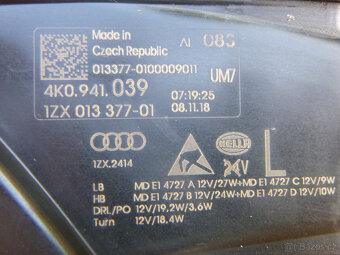 Made in
Czech Republic
AI 08S
013377-0100009011
UM7
4K0.941.039
07:19:25
1ZX 013 377-01
08.11.18
HELLA
1ZX.2414
L
LB MD E1 4727 A 12V/27W+MD E1 4727 C 12V/9W
HB MD E1 4727 B 12V/24W+MD E1 4727 D 12V/10W
DRL/PO 12V/19,2W/3,6W
Turn 12V/18,4W